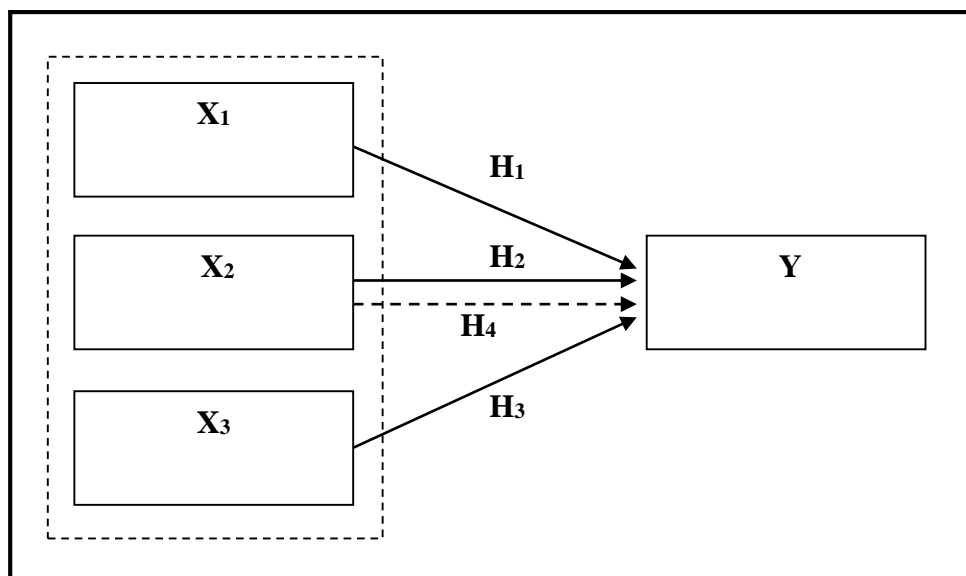 X₁
H₁
X₂
H₂
Y
H₄
X₃
H₃